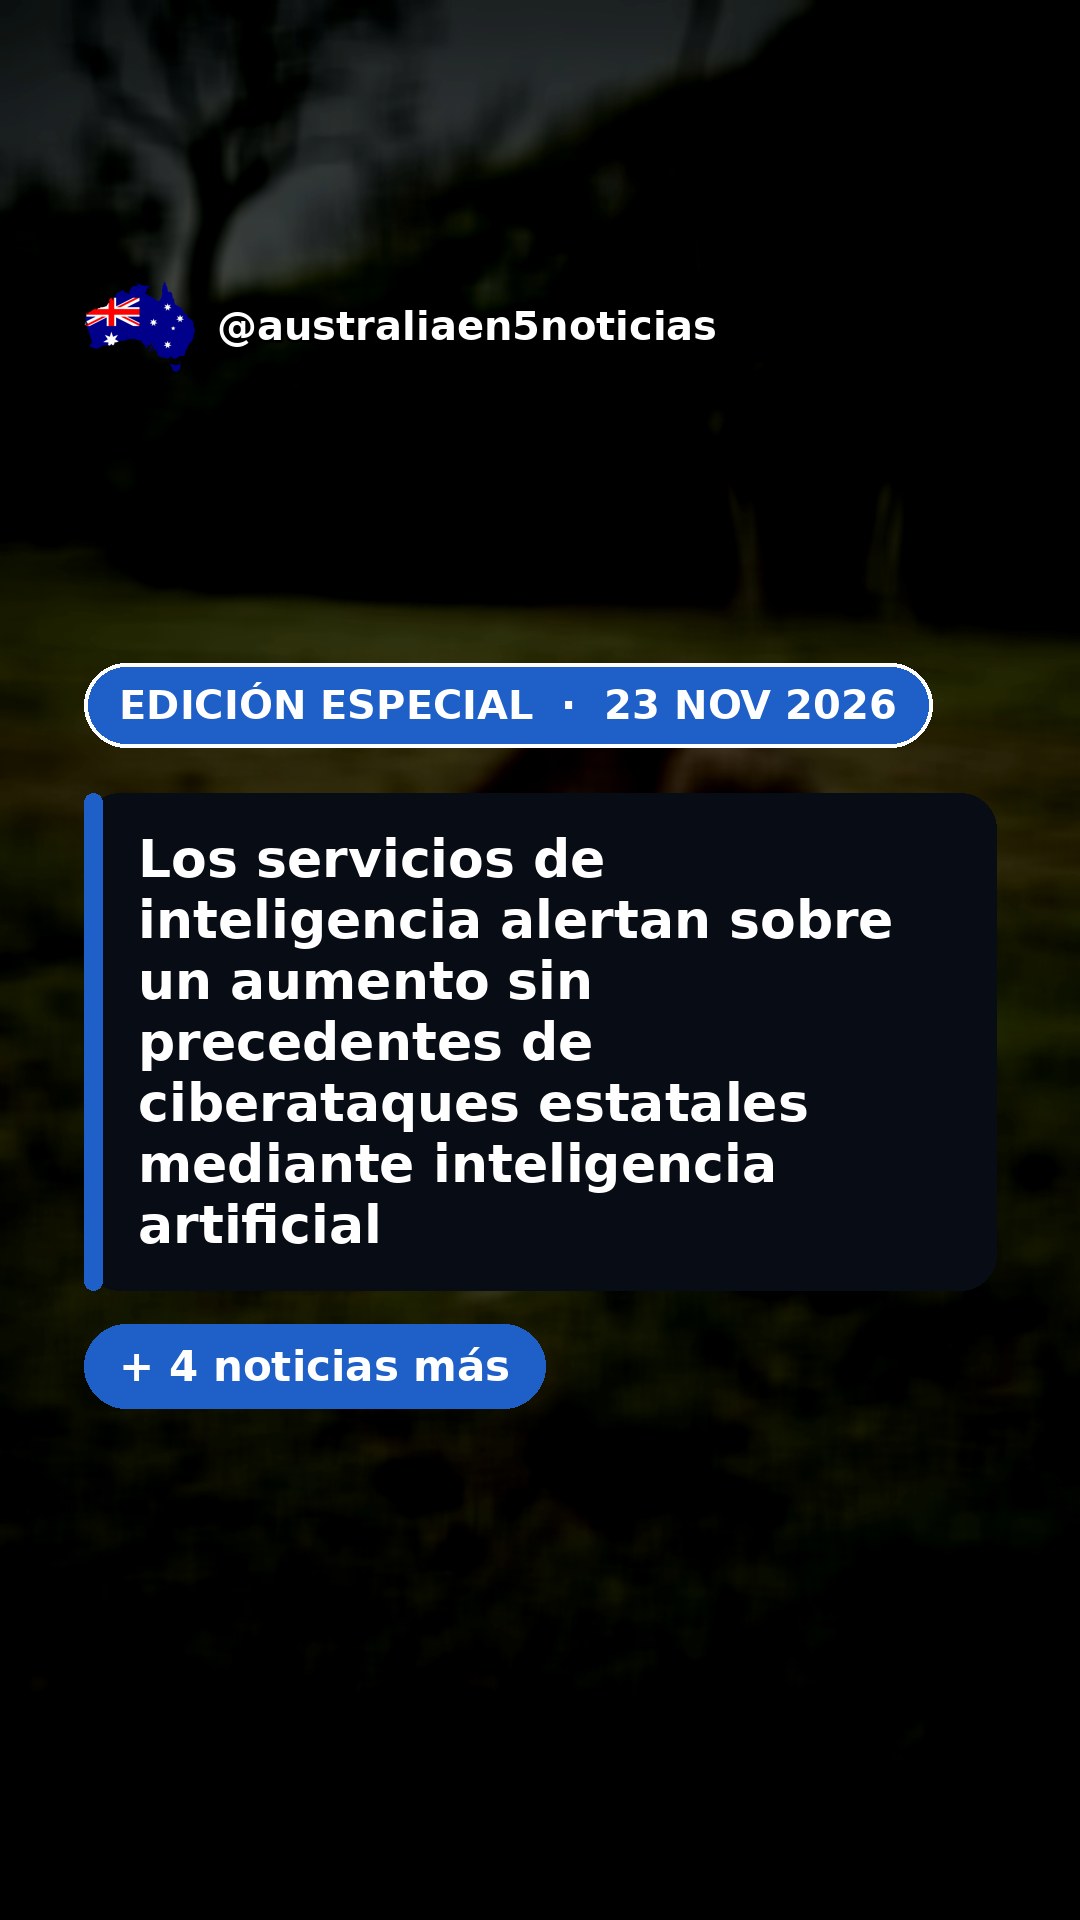 @australiaen5noticias
EDICIÓN ESPECIAL · 23 NOV 2026
Los servicios de
inteligencia alertan sobre
un aumento sin
precedentes de
ciberataques estatales
mediante inteligencia
artificial
+ 4 noticias más